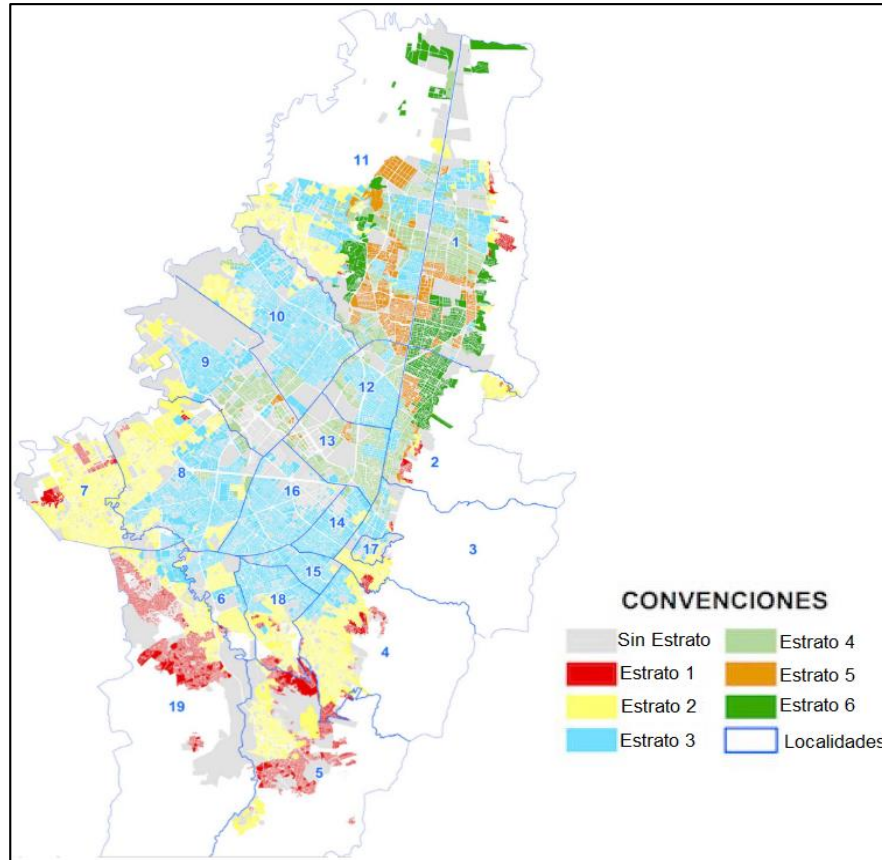 11
1
10
9
12
13
2
8
7
16
14
17
3
15
6
18
4
19
5
CONVENCIONES
Sin Estrato
Estrato 1
Estrato 2
Estrato 3
Estrato 4
Estrato 5
Estrato 6
Localidades